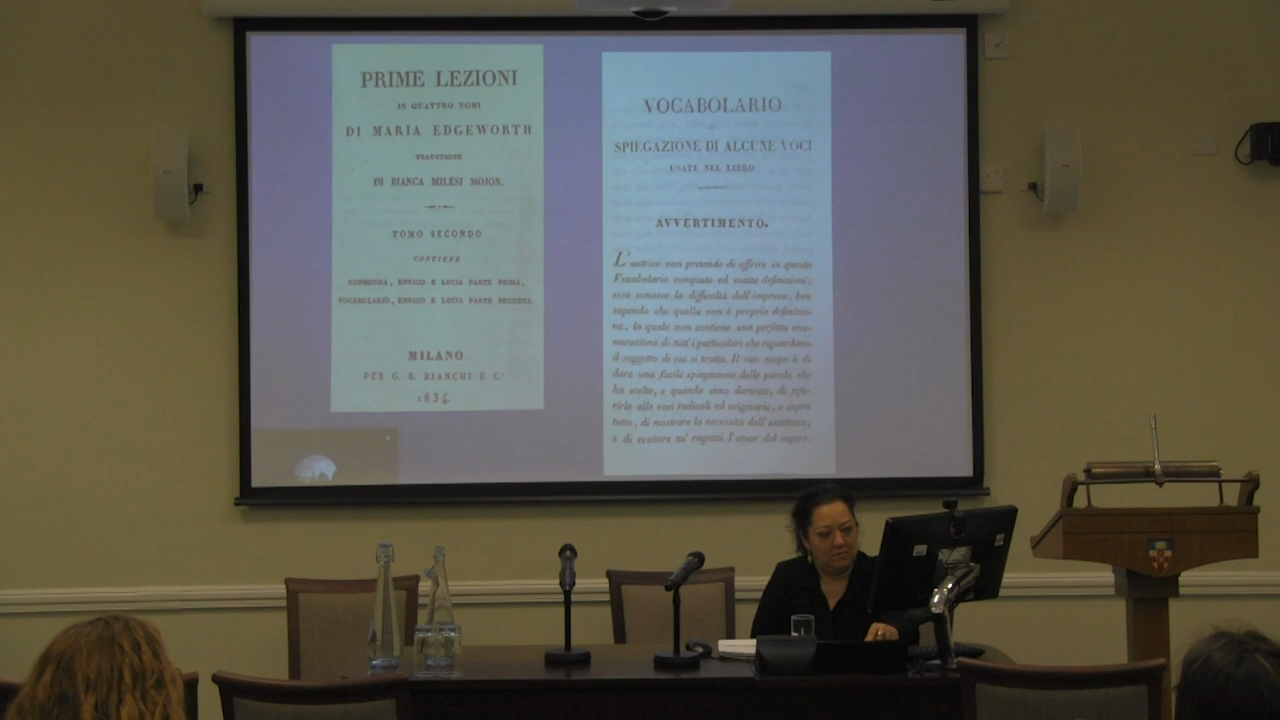 PRIME LEZIONI
IN QUATTRO TOMI
DI MARIA EDGEWORTH
TRADUZIONE
DI BIANCA MILESI MOJON.
TOMO SECONDO
CONTIENE
ROSMONDA, ENRICO E LUCIA PARTE PRIMA,
VOCABOLARIO, ENRICO E LUCIA PARTE SECONDA.
MILANO
PER G. B. BIANCHI E C.º
1834
VOCABOLARIO
SPIEGAZIONE DI ALCUNE VOCI
USATE NEL LIBRO
AVVERTIMENTO.
L'autrice non pretende di offrire in questo
Vocabolario compiute ed esatte definizioni;
essa conosce la difficoltà dell'impresa, ben
sapendo che quella non è propria definizio-
ne, la quale non contiene una perfetta enu-
merazione di tutt'i particolari che riguardano
il soggetto di cui si tratta. Il suo scopo è di
dare una facile spiegazione delle parole che
ha scelte, e quando sono derivate, di rife-
rirle alle voci radicali ed originarie, e sopra
tutto, di mostrare la necessità dell'esattezza,
e di eccitare ne' ragazzi l'amor del sapere.